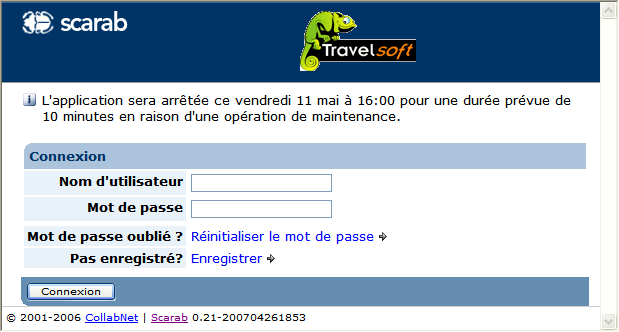 scarab
Travelsoft
L'application sera arrêtée ce vendredi 11 mai à 16:00 pour une durée prévue de
10 minutes en raison d'une opération de maintenance.
Connexion
Nom d'utilisateur
Mot de passe
Mot de passe oublié ? Réinitialiser le mot de passe
Pas enregistré? Enregistrer
Connexion
© 2001-2006 CollabNet | Scarab 0.21-200704261853